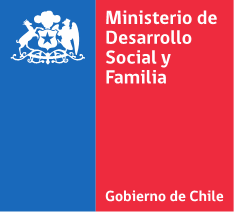 Ministerio de
Desarrollo
Social y
Familia
Gobierno de Chile